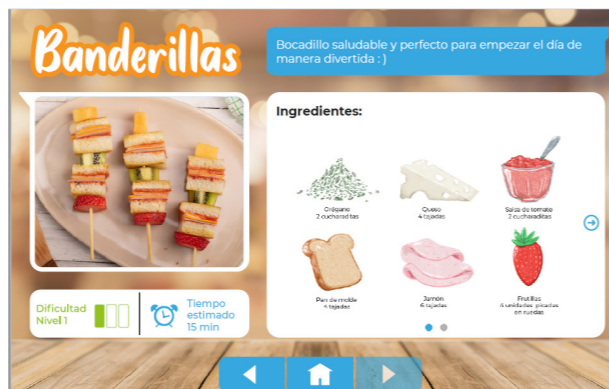 Banderillas
Bocadillo saludable y perfecto para empezar el día de
manera divertida : )
Ingredientes:
Orégano
2 cucharaditas
Queso
4 tajadas
Salsa de tomate
2 cucharaditas
Pan de molde
4 tajadas
Jamón
6 tajadas
Frutillas
4 unidades picadas
en ruedas
Dificultad
Nivel 1
Tiempo
estimado
15 min